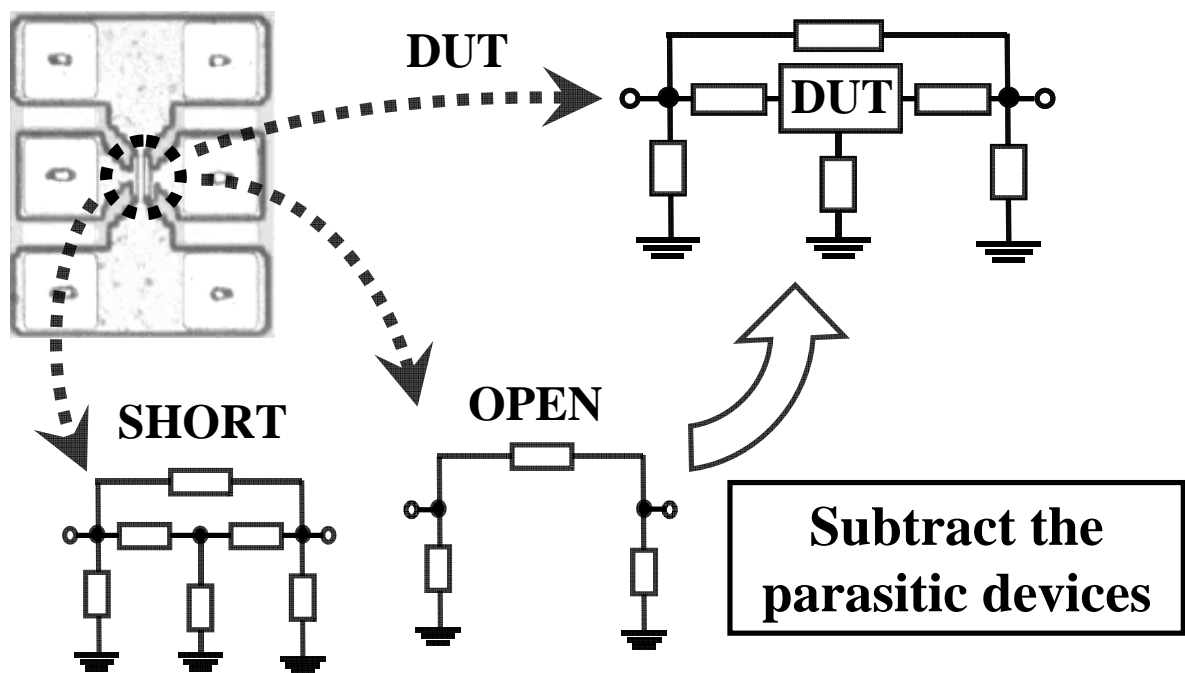 DUT
DUT
SHORT
OPEN
Subtract the
parasitic devices